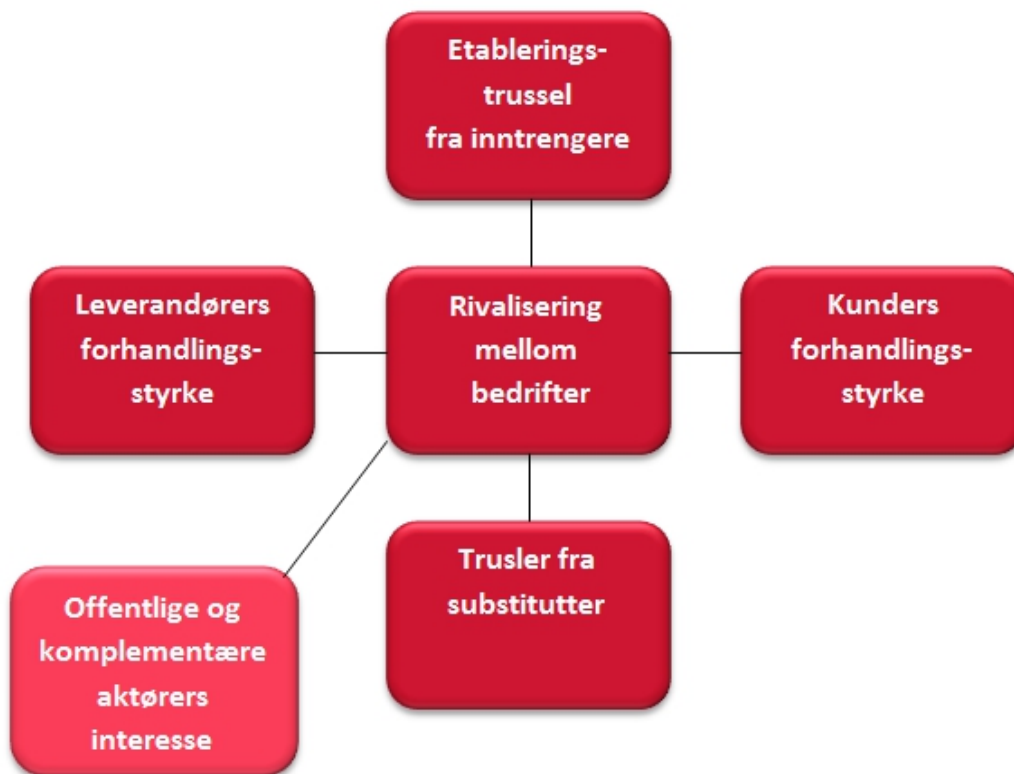 Etablerings-
trussel
fra inntrengere
Leverandørers
forhandlings-
styrke
Rivalisering
mellom
bedrifter
Kunders
forhandlings-
styrke
Trusler fra
substitutter
Offentlige og
komplementære
aktørers
interesse